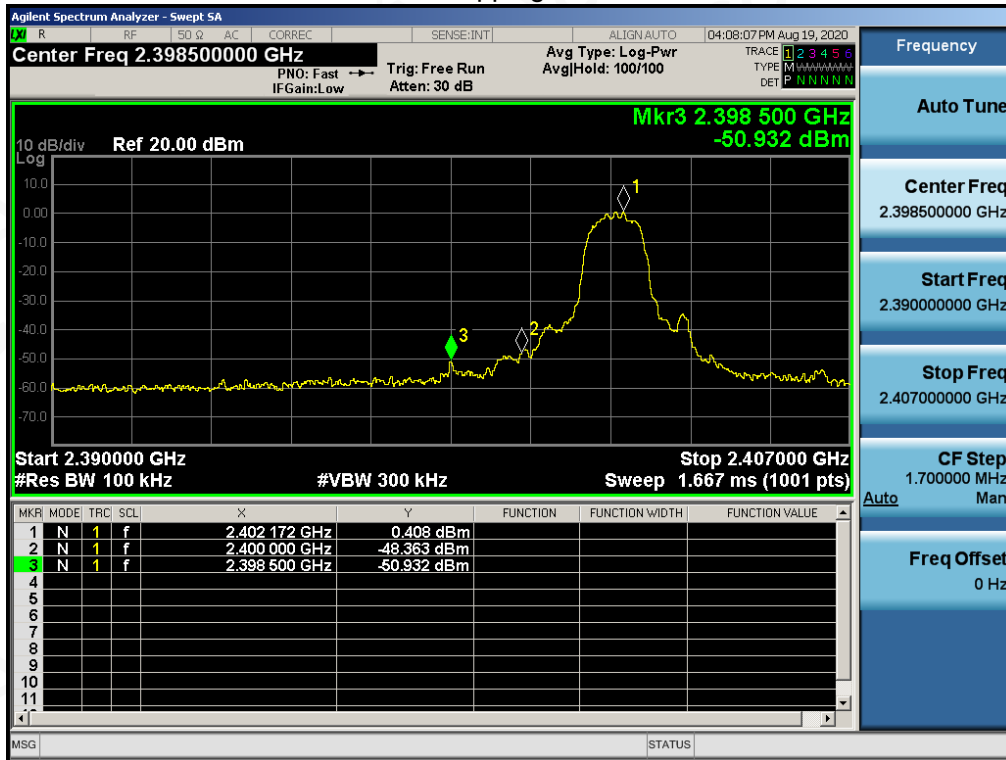 Agilent Spectrum Analyzer - Swept SA
LXI R RF 50 Ω AC CORREC SENSE:INT ALIGN AUTO 04:08:07 PM Aug 19, 2020
Center Freq 2.398500000 GHz
PNO: Fast
IFGain:Low
Trig: Free Run
Atten: 30 dB
Avg Type: Log-Pwr
Avg|Hold: 100/100
TRACE 1 2 3 4 5 6
TYPE M WWWWW
DET P N N N N N
Mkr3 2.398 500 GHz
-50.932 dBm
10 dB/div Ref 20.00 dBm
Log
10.0
0.00
-10.0
-20.0
-30.0
-40.0
-50.0
-60.0
-70.0
1
2
3
Start 2.390000 GHz Stop 2.407000 GHz
#Res BW 100 kHz #VBW 300 kHz Sweep 1.667 ms (1001 pts)
MKR MODE TRC SCL X Y FUNCTION FUNCTION WIDTH FUNCTION VALUE
1 N 1 f 2.402 172 GHz 0.408 dBm
2 N 1 f 2.400 000 GHz -48.363 dBm
3 N 1 f 2.398 500 GHz -50.932 dBm
4
5
6
7
8
9
10
11
MSG STATUS
Frequency
Auto Tune
Center Freq
2.398500000 GHz
Start Freq
2.390000000 GHz
Stop Freq
2.407000000 GHz
CF Step
1.700000 MHz
Auto Man
Freq Offset
0 Hz